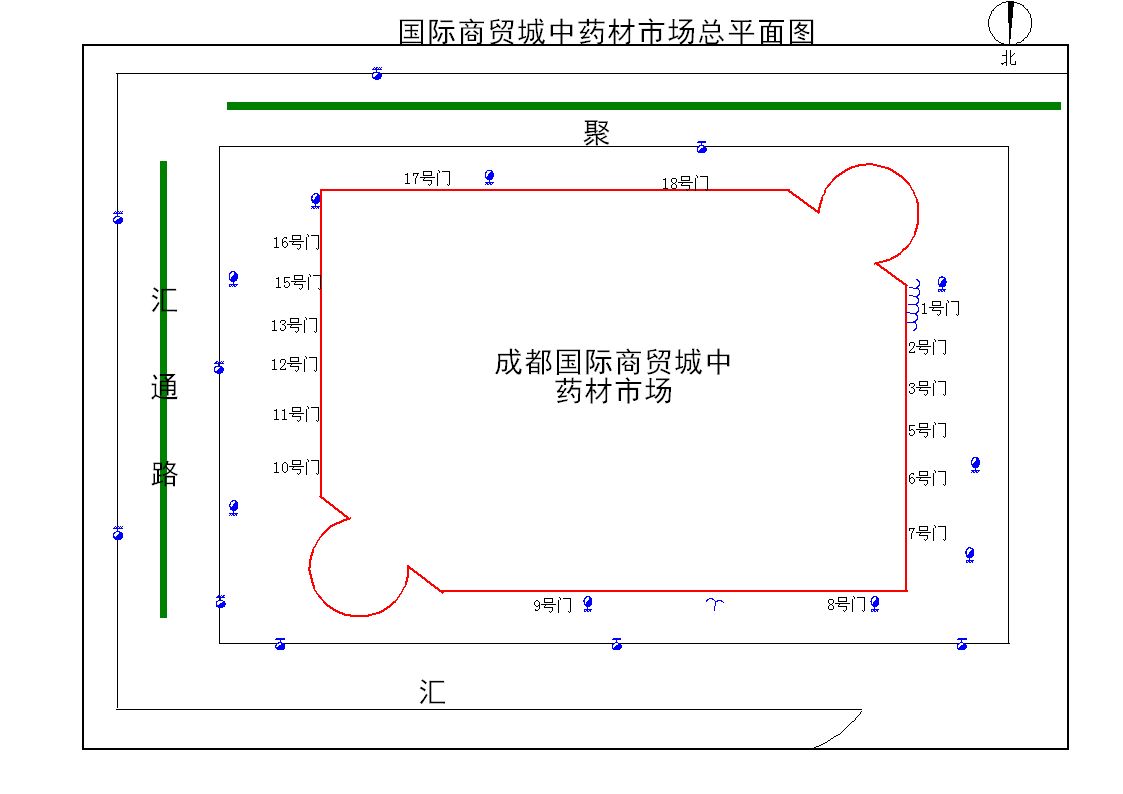 国际商贸城中药材市场总平面图
北
聚
17号门
18号门
16号门
15号门
13号门
12号门
11号门
10号门
汇
通
路
成都国际商贸城中
药材市场
1号门
2号门
3号门
5号门
6号门
7号门
9号门
8号门
汇